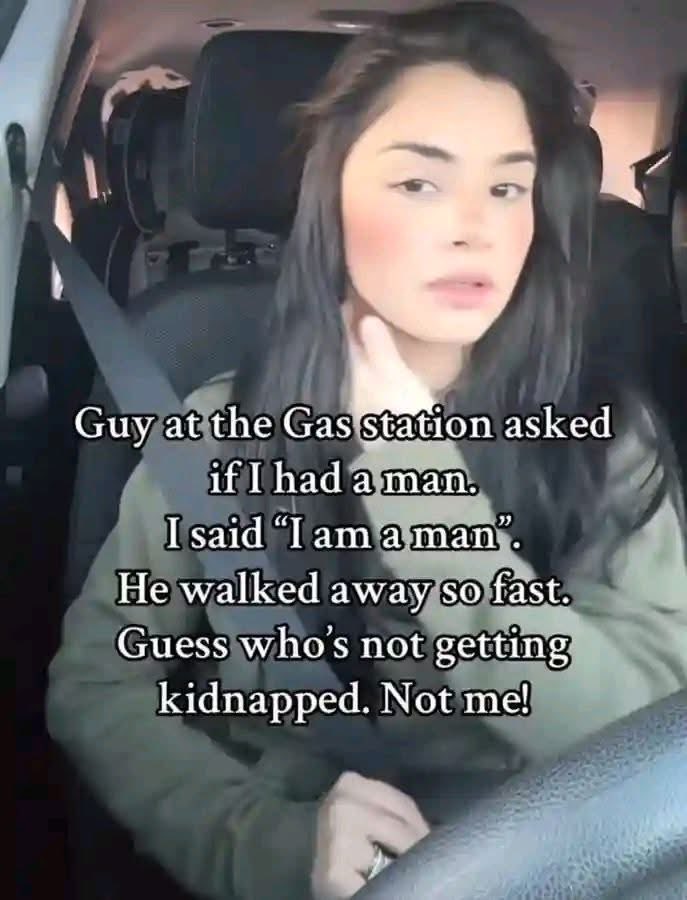 Guy at the Gas station asked
if I had a man.
I said “I am a man”.
He walked away so fast.
Guess who’s not getting
kidnapped. Not me!